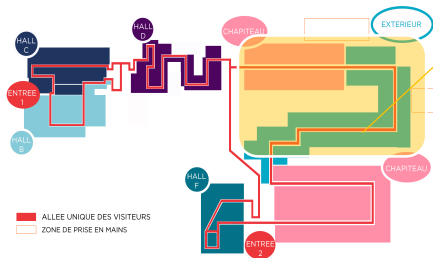 HALL
D
CHAPITEAU
EXTERIEUR
HALL
C
ENTREE
1
HALL
B
CHAPITEAU
HALL
F
ALLEE UNIQUE DES VISITEURS
ZONE DE PRISE EN MAINS
ENTREE
2